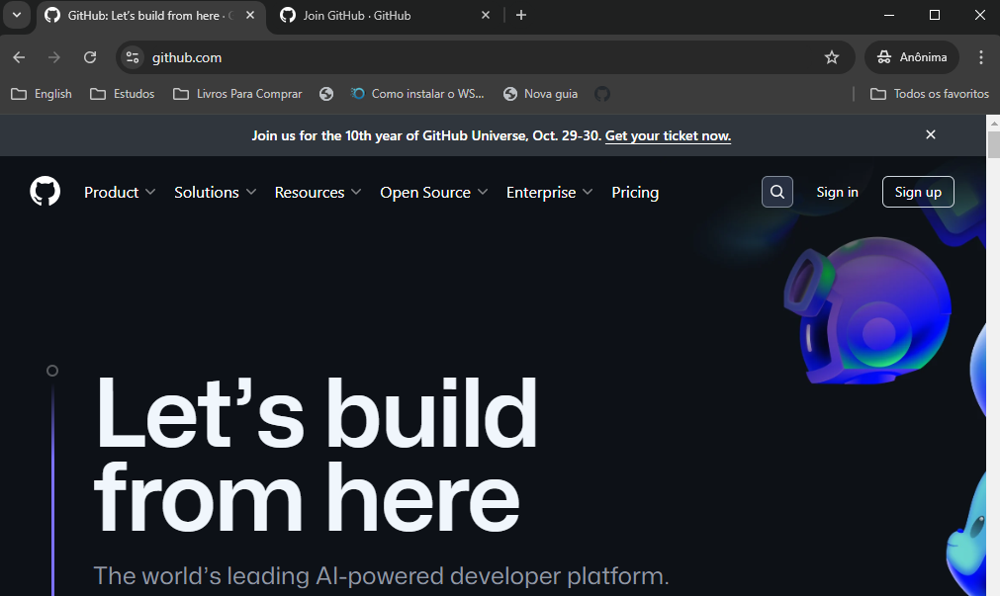 GitHub: Let's build from here ·
Join GitHub · GitHub
github.com
Anônima
English
Estudos
Livros Para Comprar
Como instalar o WS...
Nova guia
Todos os favoritos
Join us for the 10th year of GitHub Universe, Oct. 29-30. Get your ticket now.
Product
Solutions
Resources
Open Source
Enterprise
Pricing
Sign in
Sign up
Let’s build
from here
The world’s leading AI-powered developer platform.